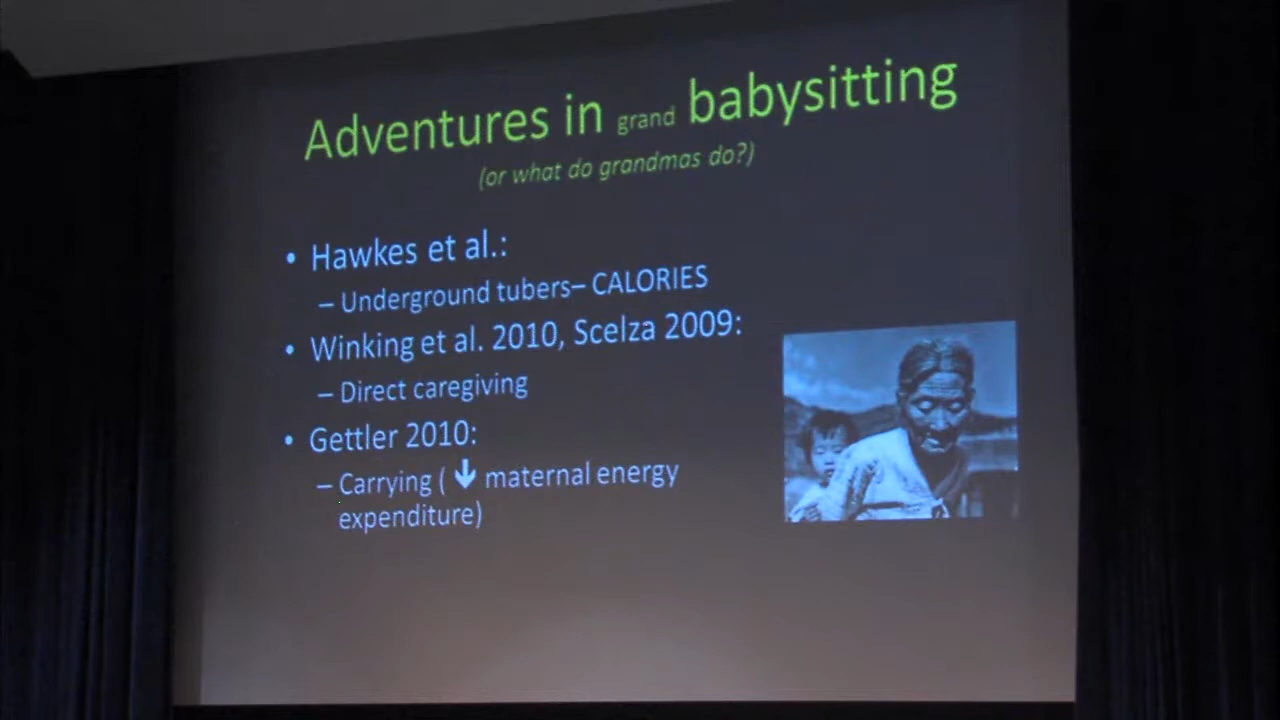 Adventures in grand babysitting
(or what do grandmas do?)
• Hawkes et al.:
– Underground tubers– CALORIES
• Winking et al. 2010, Scelza 2009:
– Direct caregiving
• Gettler 2010:
– Carrying ( ↓ maternal energy
expenditure)